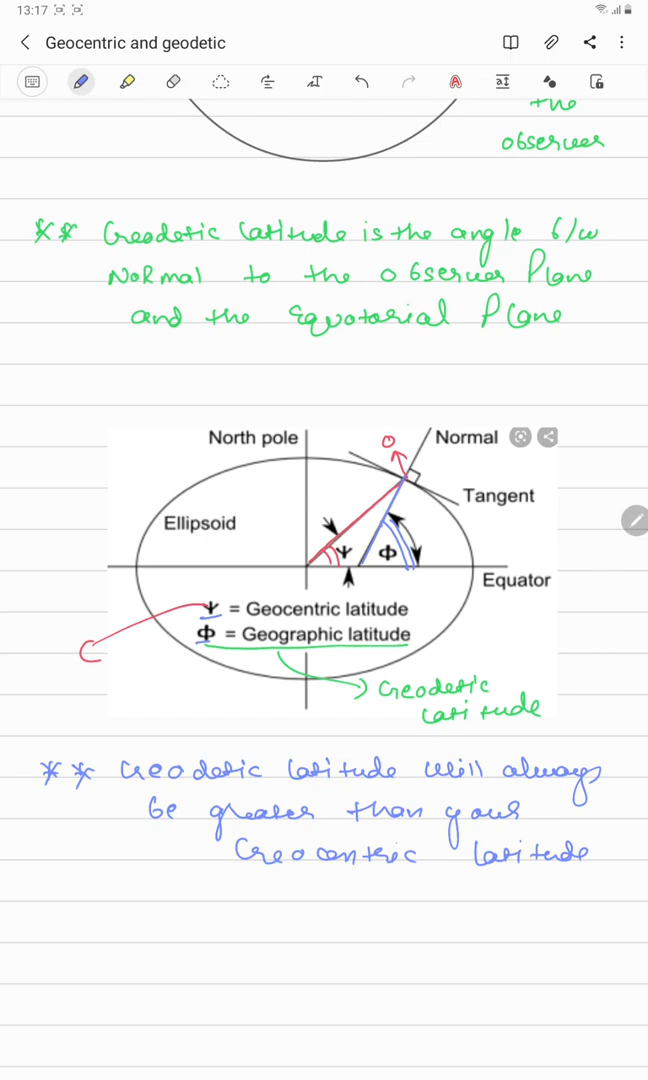 13:17
Geocentric and geodetic
the
observer
** Geodetic latitude is the angle b/w
Normal to the observer Plane
and the Equatorial Plane
North pole
O
Normal
Tangent
Ellipsoid
Ψ Φ
Equator
Ψ = Geocentric latitude
Φ = Geographic latitude
Geodetic
latitude
** Geodetic latitude will always
be greater than your
Geocentric latitude